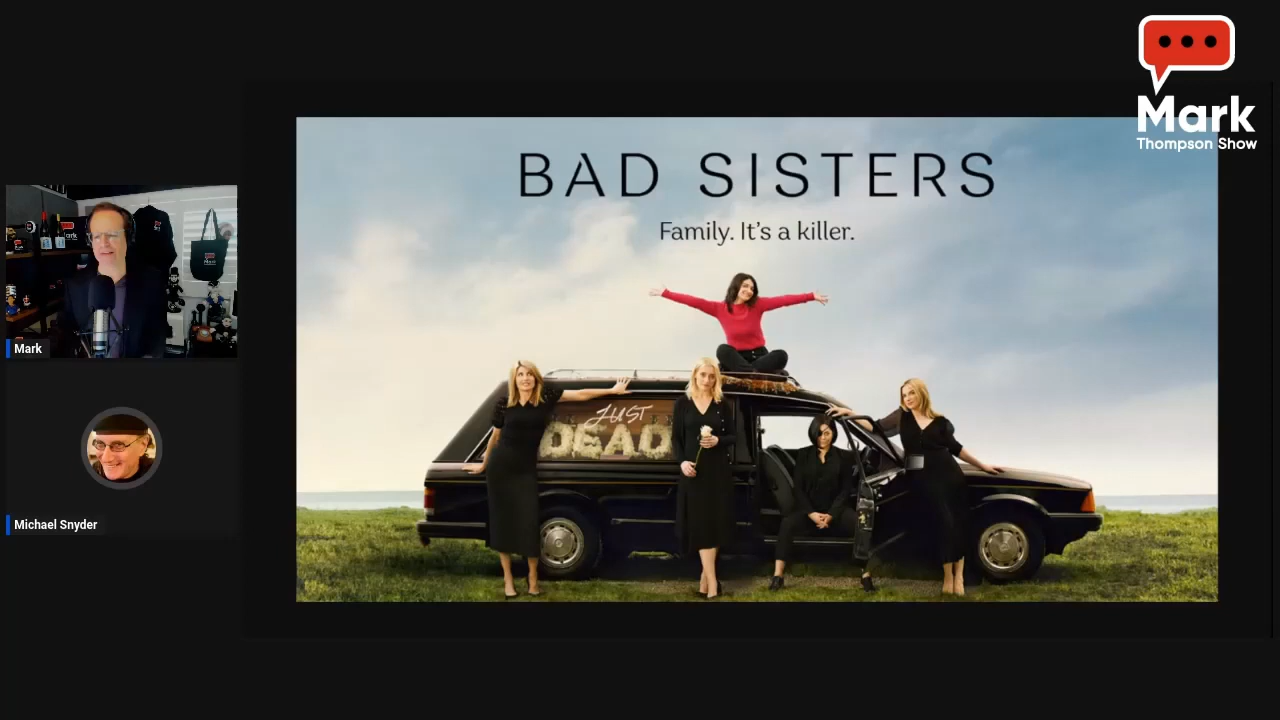 Mark
Thompson Show
BAD SISTERS
Family. It's a killer.
JUST
DEAD
Mark
Michael Snyder